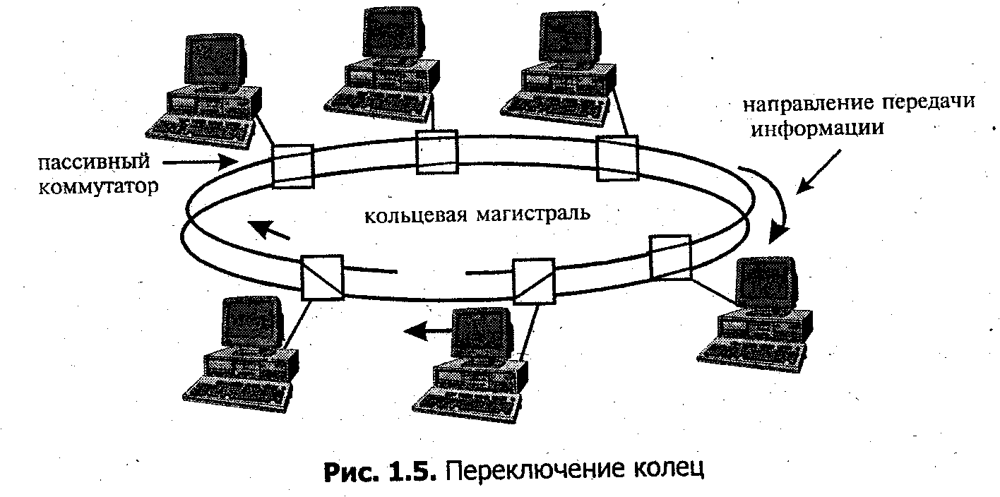 направление передачи
информации
пассивный
коммутатор
кольцевая магистраль
Рис. 1.5. Переключение колец